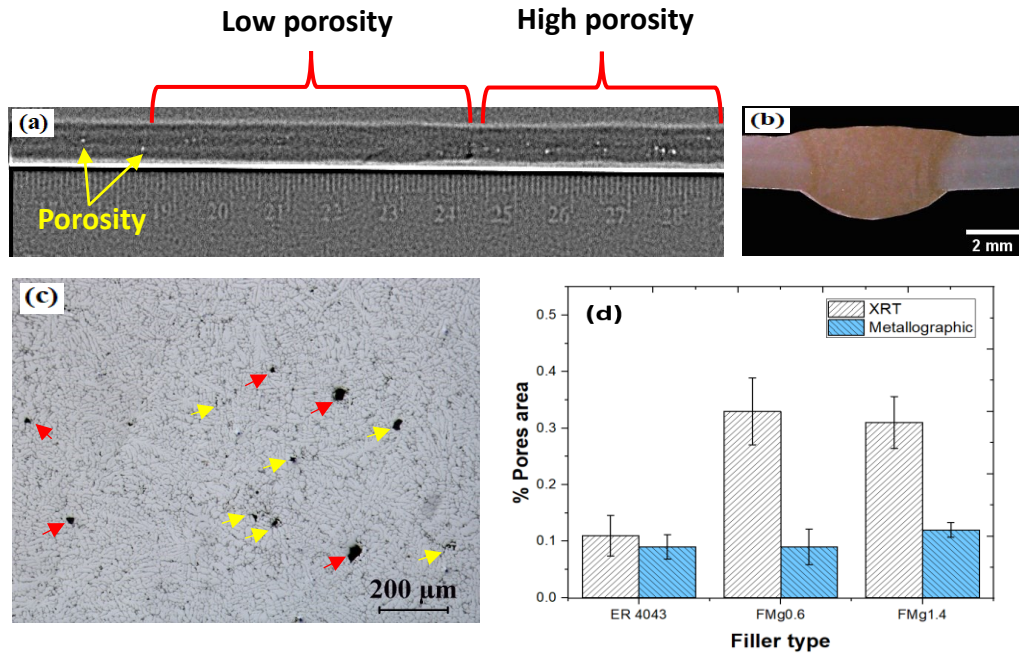 Low porosity
High porosity
(a)
Porosity
19 20 21 22 23 24 25 26 27 28
(b)
2 mm
(c)
200 µm
(d)
XRT
Metallographic
0.5
0.4
0.3
0.2
0.1
0.0
% Pores area
ER 4043 FMg0.6 FMg1.4
Filler type